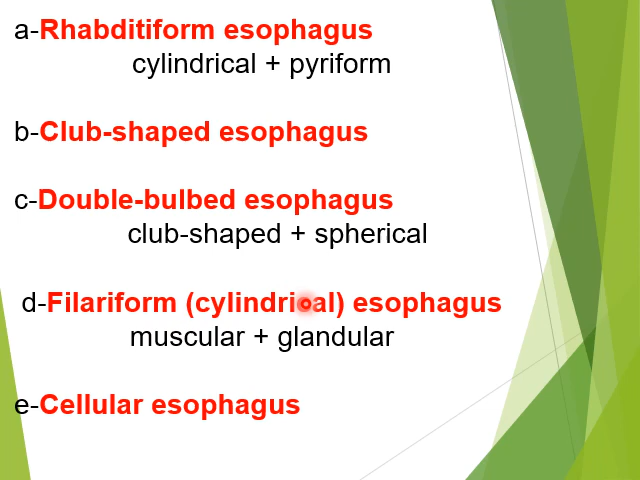 a-Rhabditiform esophagus
cylindrical + pyriform
b-Club-shaped esophagus
c-Double-bulbed esophagus
club-shaped + spherical
d-Filariform (cylindrical) esophagus
muscular + glandular
e-Cellular esophagus